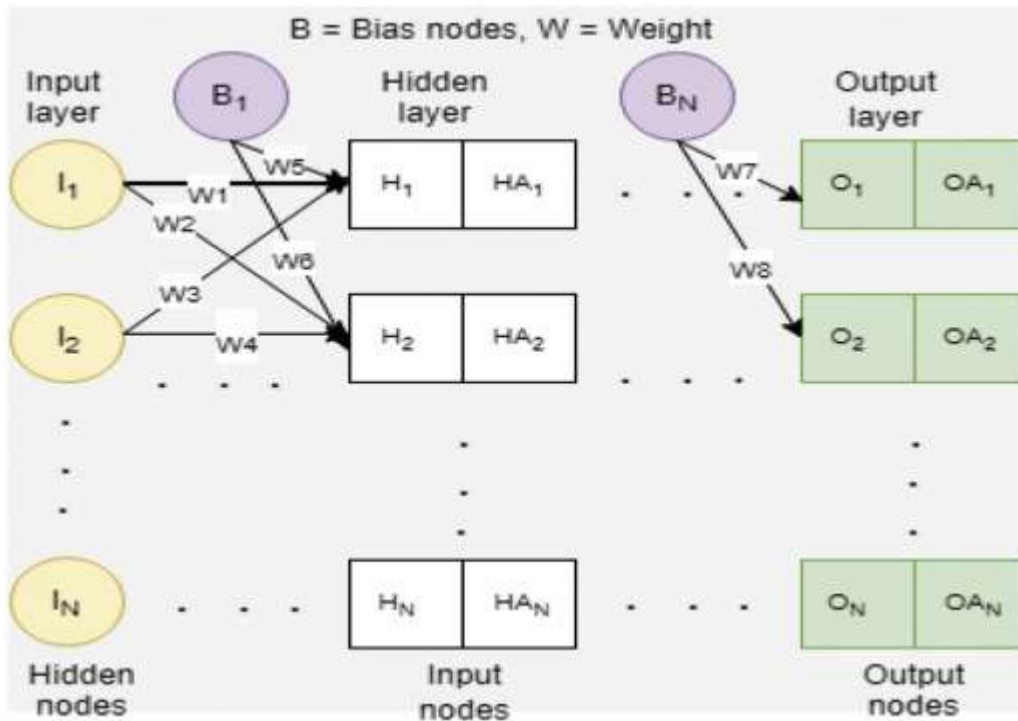 B = Bias nodes, W = Weight
Input
layer
B1
Hidden
layer
BN
Output
layer
I1
W5
W1
W2
H1 HA1
W7
O1 OA1
W6
W3
W8
I2
W4
H2 HA2
O2 OA2
IN
HN HAN
ON OAN
Hidden
nodes
Input
nodes
Output
nodes